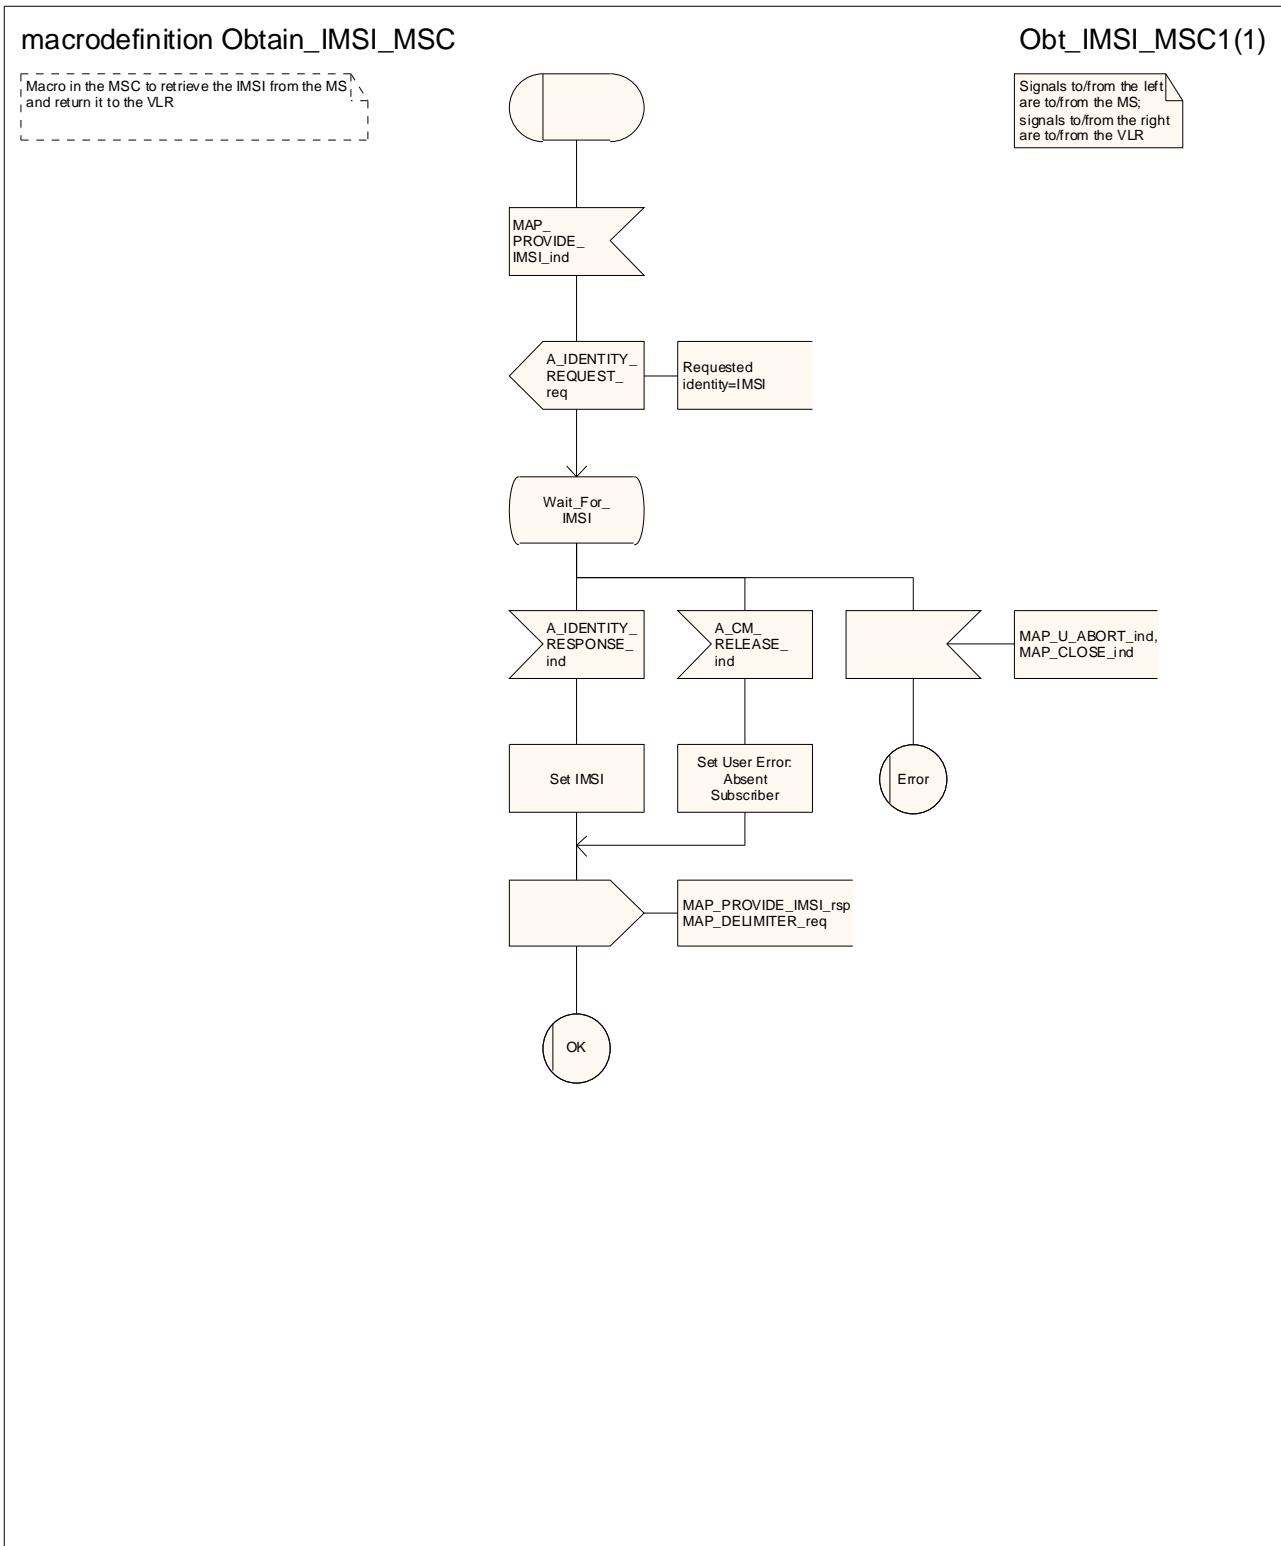 macrodefinition Obtain_IMSI_MSC
Obt_IMSI_MSC1(1)
Macro in the MSC to retrieve the IMSI from the MS
and return it to the VLR
Signals to/from the left
are to/from the MS;
signals to/from the right
are to/from the VLR
MAP_
PROVIDE_
IMSI_ind
A_IDENTITY_
REQUEST_
req
Requested
identity=IMSI
Wait_For_
IMSI
A_IDENTITY_
RESPONSE_
ind
A_CM_
RELEASE_
ind
MAP_U_ABORT_ind,
MAP_CLOSE_ind
Set IMSI
Set User Error:
Absent
Subscriber
Error
MAP_PROVIDE_IMSI_rsp
MAP_DELIMITER_req
OK